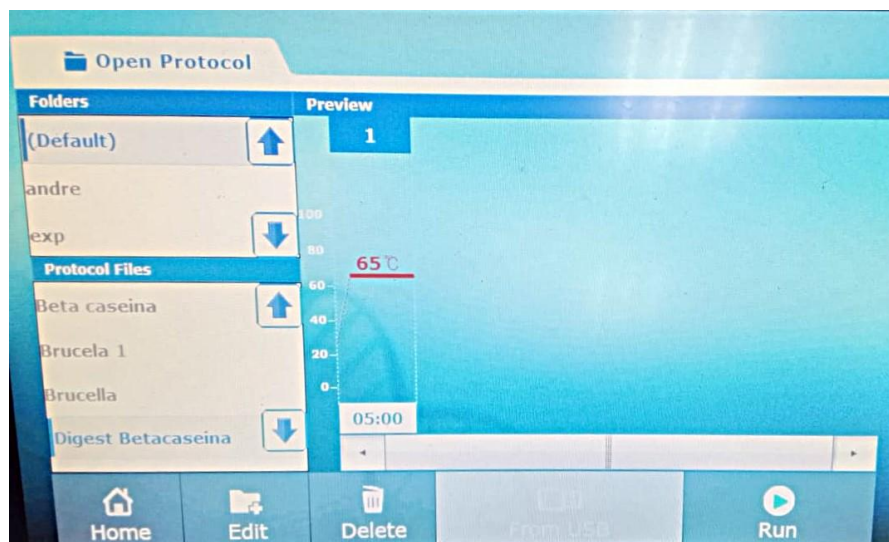 Open Protocol
Folders
(Default)
andre
exp
Protocol Files
Beta caseina
Brucela 1
Brucella
Digest Betacaseina
Preview
1
100
80
65℃
60
40
20
0
05:00
Home
Edit
Delete
From USB
Run